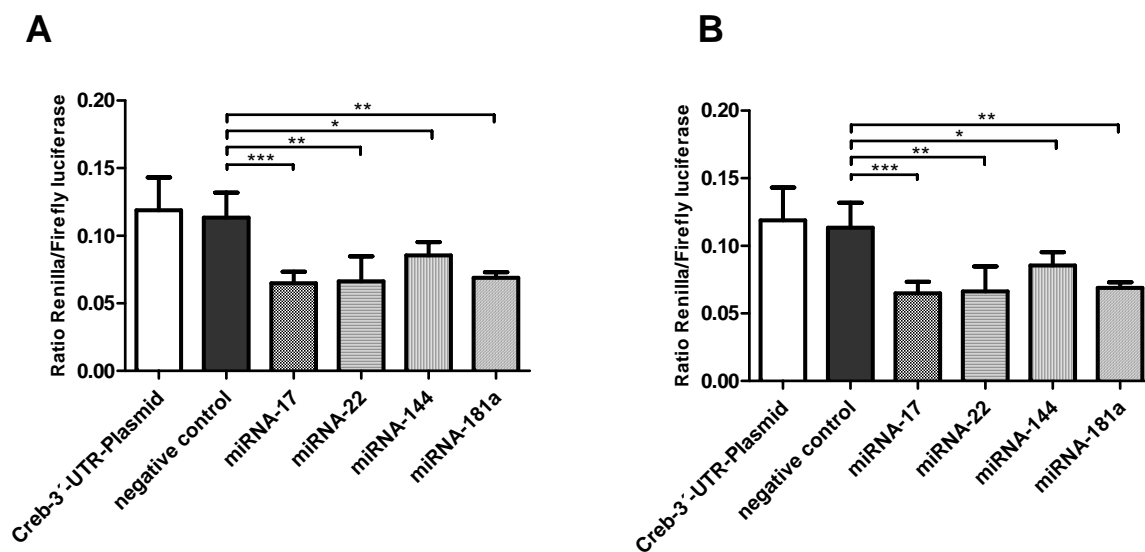 A
Ratio Renilla/Firefly luciferase
0.20
0.15
0.10
0.05
0.00
**
*
**
***
Creb-3´-UTR-Plasmid
negative control
miRNA-17
miRNA-22
miRNA-144
miRNA-181a
B
Ratio Renilla/Firefly luciferase
0.20
0.15
0.10
0.05
0.00
**
*
**
***
Creb-3´-UTR-Plasmid
negative control
miRNA-17
miRNA-22
miRNA-144
miRNA-181a